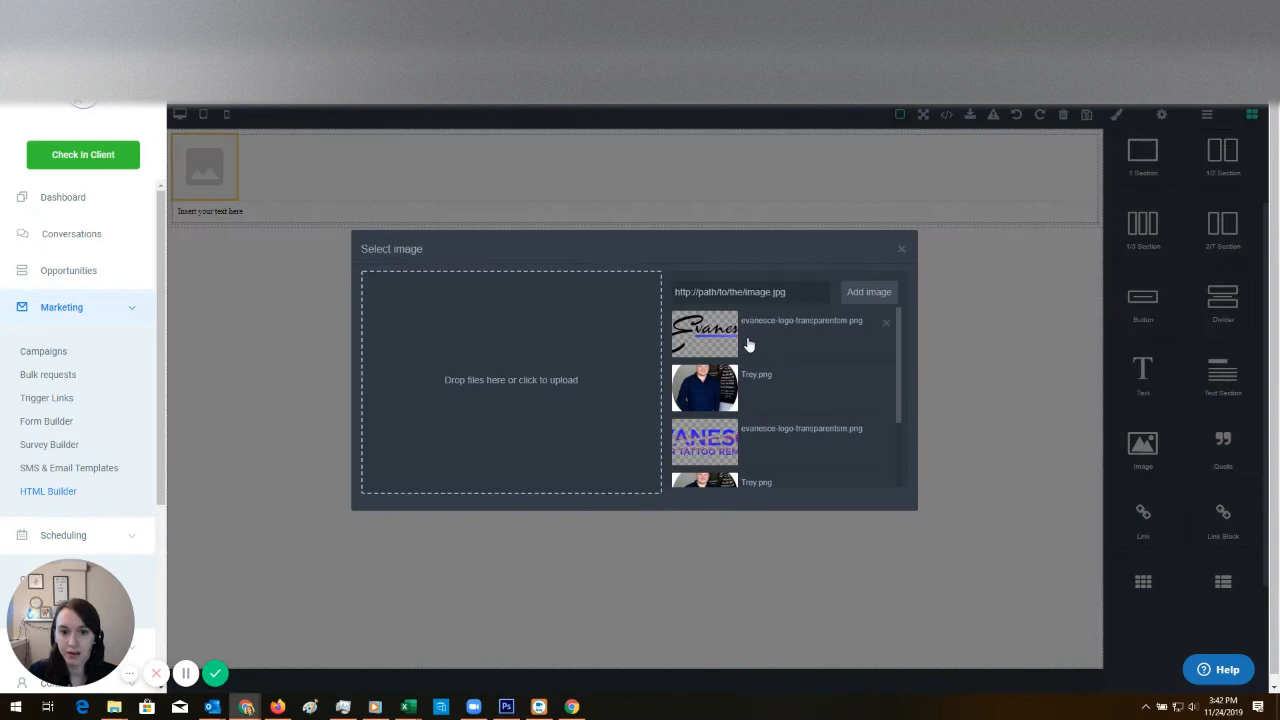 Check In Client
Dashboard
Conversations
Opportunities
Marketing
Campaigns
Bulk requests
Trigger Links
Form Builder
Survey Builder
SMS & Email Templates
HTML Builder
Scheduling
Insert your text here
Select image
Drop files here or click to upload
http://path/to/the/image.jpg
Add image
evanesce-logo-transparentsm.png
Trey.png
evanesce-logo-transparentsm.png
Trey.png
1 Section
1/2 Section
1/3 Section
3/7 Section
Button
Divider
Text
Text Section
Image
Quote
Link
Link Block
Help
3:42 PM
11/24/2019